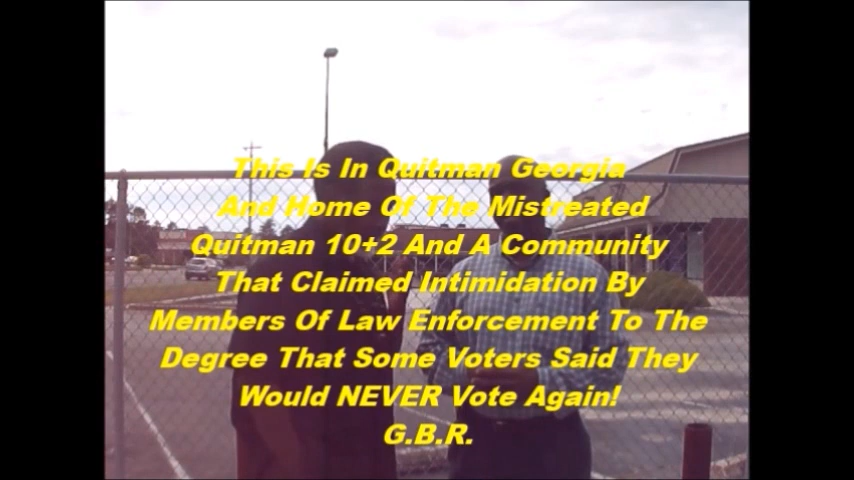 This Is In Quitman Georgia
And Home Of The Mistreated
Quitman 10+2 And A Community
That Claimed Intimidation By
Members Of Law Enforcement To The
Degree That Some Voters Said They
Would NEVER Vote Again!
G.B.R.